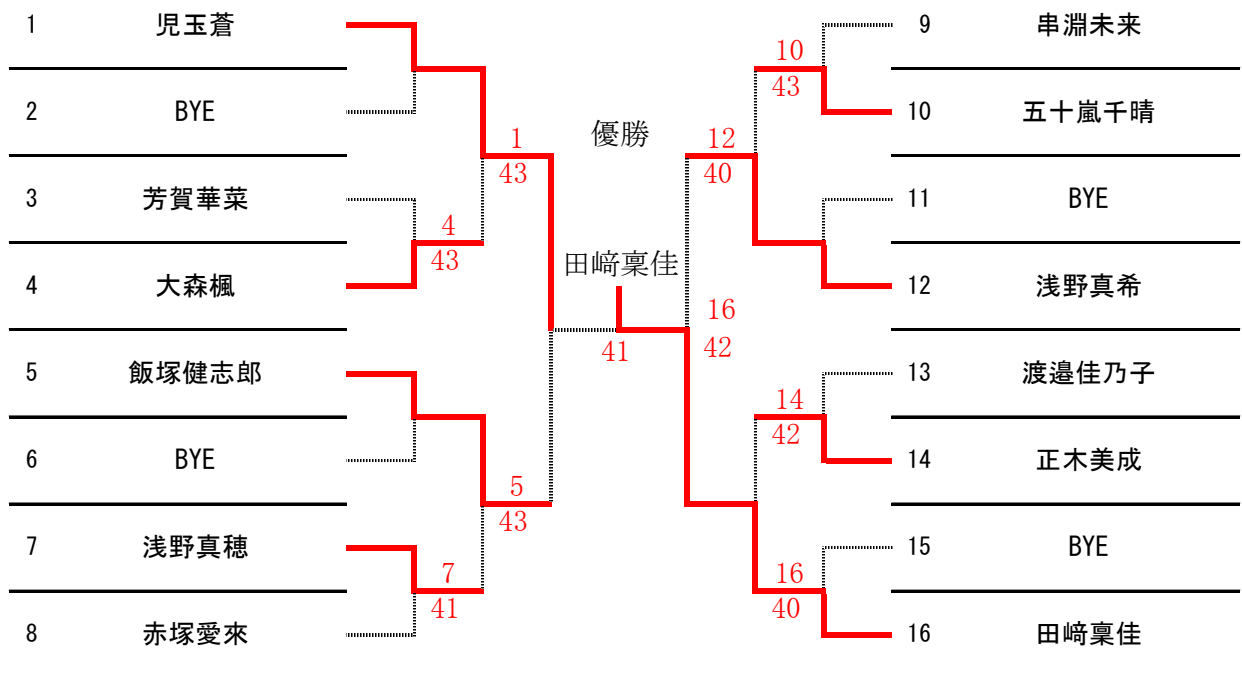 1 児玉蒼
2 BYE
3 芳賀華菜
4 大森楓
5 飯塚健志郎
6 BYE
7 浅野真穂
8 赤塚愛來
1
43
4
43
5
43
7
41
優勝
田﨑稟佳
41
12
40
16
42
10
43
14
42
16
40
9 串淵未来
10 五十嵐千晴
11 BYE
12 浅野真希
13 渡邉佳乃子
14 正木美成
15 BYE
16 田﨑稟佳